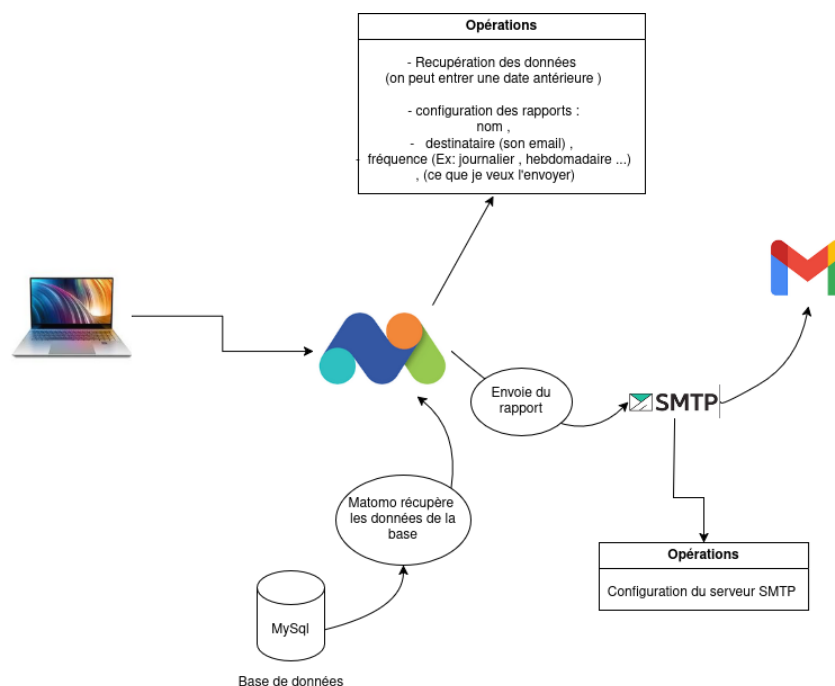 Opérations
- Recupération des données
(on peut entrer une date antérieure )
- configuration des rapports :
nom ,
- destinataire (son email) ,
- fréquence (Ex: journalier , hebdomadaire ...)
, (ce que je veux l'envoyer)
Envoie du
rapport
SMTP
Matomo récupère
les données de la
base
Opérations
Configuration du serveur SMTP
MySql
Base de données